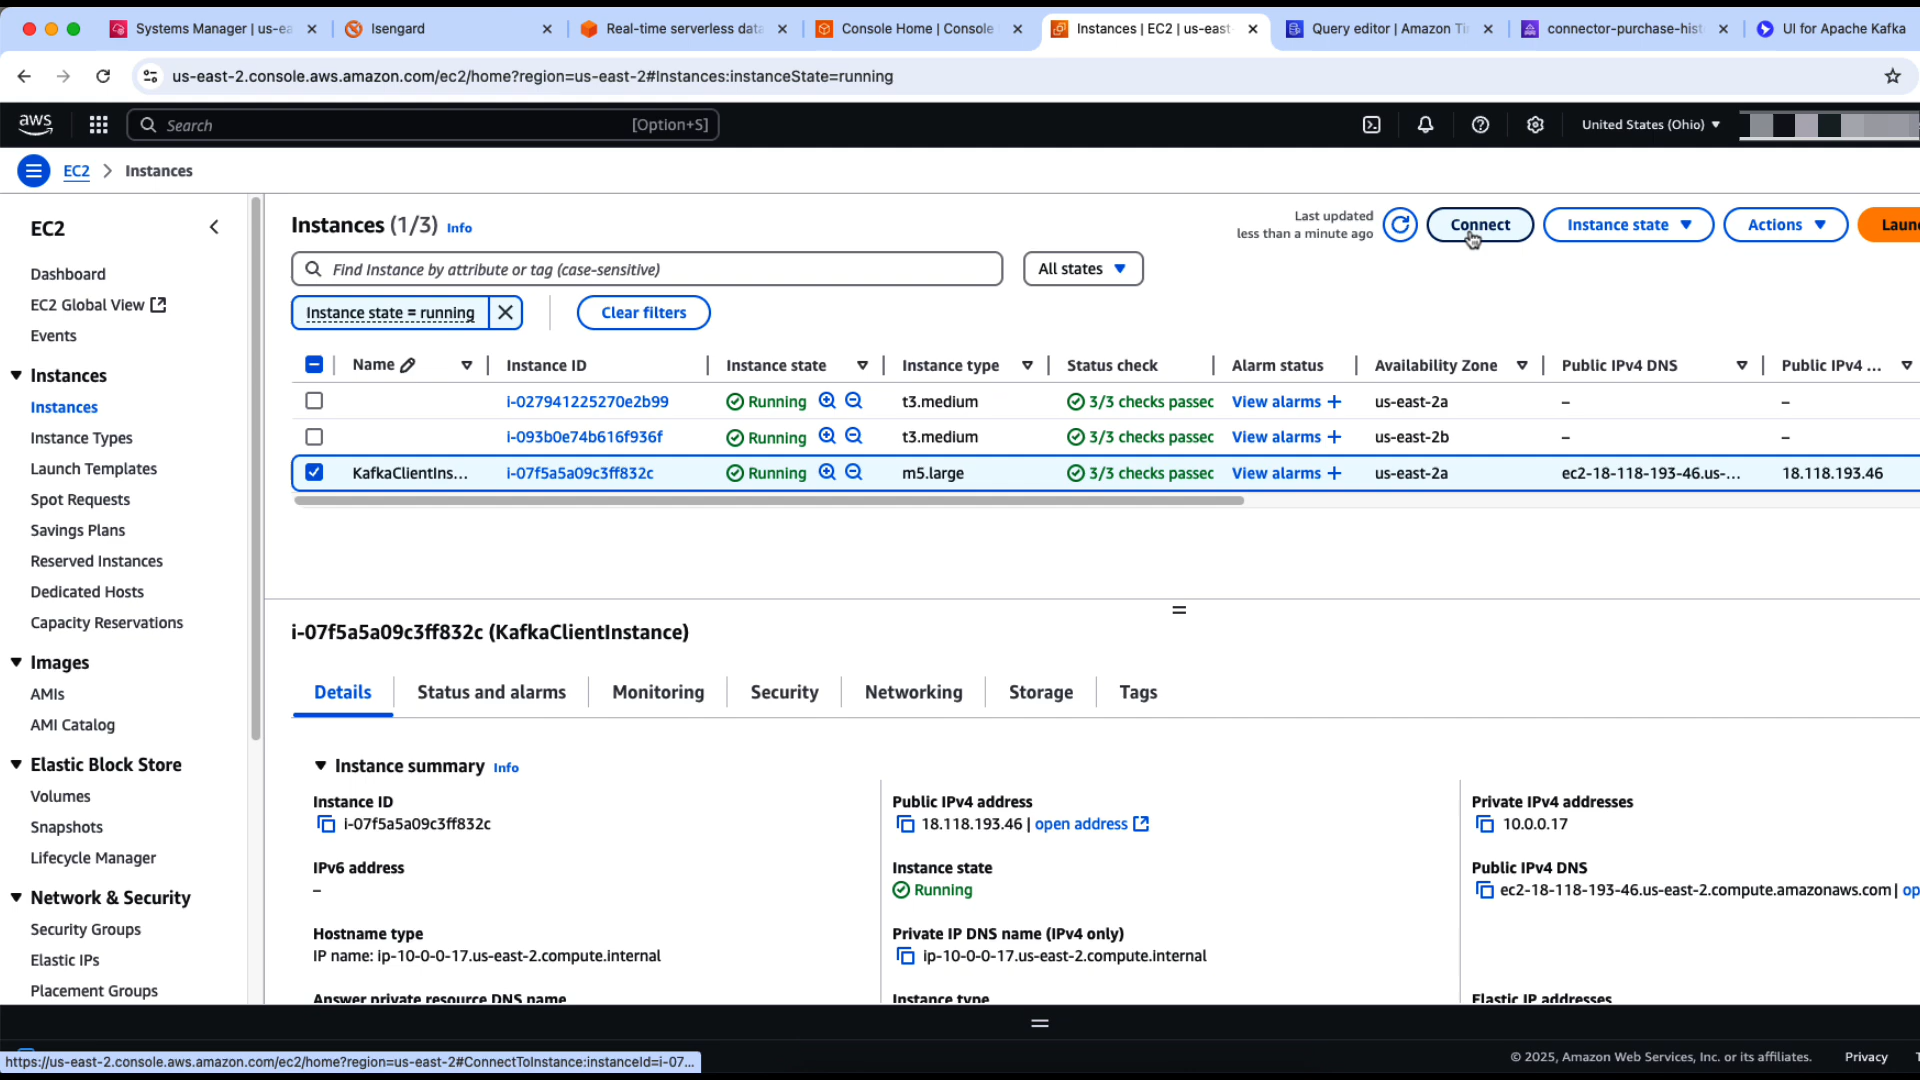 Systems Manager | us-ea
Isengard
Real-time serverless data
Console Home | Console
Instances | EC2 | us-east-
Query editor | Amazon Ti
connector-purchase-hist
UI for Apache Kafka
us-east-2.console.aws.amazon.com/ec2/home?region=us-east-2#Instances:instanceState=running
aws
Search
[Option+S]
United States (Ohio)
EC2
Instances
EC2
Dashboard
EC2 Global View
Events
Instances
Instances
Instance Types
Launch Templates
Spot Requests
Savings Plans
Reserved Instances
Dedicated Hosts
Capacity Reservations
Images
AMIs
AMI Catalog
Elastic Block Store
Volumes
Snapshots
Lifecycle Manager
Network & Security
Security Groups
Elastic IPs
Placement Groups
Instances (1/3) Info
Last updated
less than a minute ago
Connect
Instance state
Actions
Laun
Find Instance by attribute or tag (case-sensitive)
All states
Instance state = running
Clear filters
Name Instance ID Instance state Instance type Status check Alarm status Availability Zone Public IPv4 DNS Public IPv4 ...
i-027941225270e2b99 Running t3.medium 3/3 checks passec View alarms + us-east-2a – –
i-093b0e74b616f936f Running t3.medium 3/3 checks passec View alarms + us-east-2b – –
KafkaClientIns... i-07f5a5a09c3ff832c Running m5.large 3/3 checks passec View alarms + us-east-2a ec2-18-118-193-46.us-... 18.118.193.46
i-07f5a5a09c3ff832c (KafkaClientInstance)
Details
Status and alarms
Monitoring
Security
Networking
Storage
Tags
Instance summary Info
Instance ID
i-07f5a5a09c3ff832c
Public IPv4 address
18.118.193.46 | open address
Private IPv4 addresses
10.0.0.17
IPv6 address
–
Instance state
Running
Public IPv4 DNS
ec2-18-118-193-46.us-east-2.compute.amazonaws.com | op
Hostname type
IP name: ip-10-0-0-17.us-east-2.compute.internal
Private IP DNS name (IPv4 only)
ip-10-0-0-17.us-east-2.compute.internal
Answer private resource DNS name
Instance type
Elastic IP addresses
https://us-east-2.console.aws.amazon.com/ec2/home?region=us-east-2#ConnectToInstance:instanceId=i-07...
© 2025, Amazon Web Services, Inc. or its affiliates.
Privacy